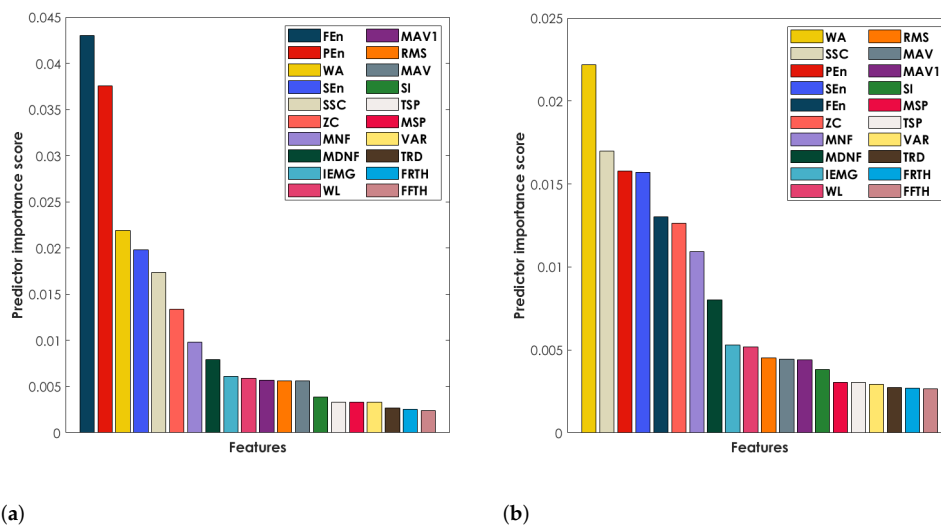 0.045
0.04
0.035
0.03
0.025
0.02
0.015
0.01
0.005
0
Predictor importance score
Features
FEn MAV1
PEn RMS
WA MAV
SEn SI
SSC TSP
ZC MSP
MNF VAR
MDNF TRD
IEMG FRTH
WL FFTH
(a)
0.025
0.02
0.015
0.01
0.005
0
Predictor importance score
Features
WA RMS
SSC MAV
PEn MAV1
SEn SI
FEn MSP
ZC TSP
MNF VAR
MDNF TRD
IEMG FRTH
WL FFTH
(b)